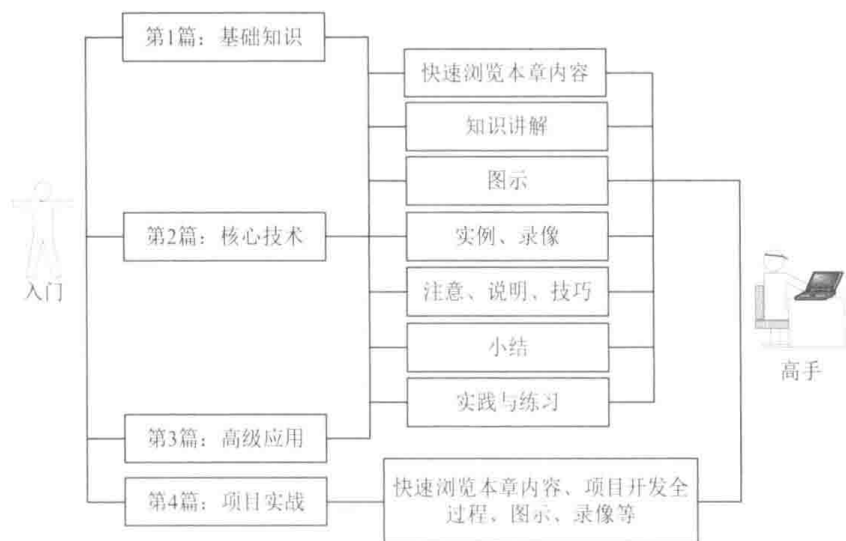 第1篇：基础知识
快速浏览本章内容
知识讲解
图示
第2篇：核心技术
实例、录像
入门
注意、说明、技巧
小结
高手
实践与练习
第3篇：高级应用
第4篇：项目实战
快速浏览本章内容、项目开发全
过程、图示、录像等